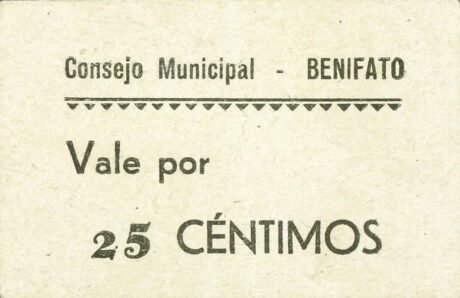 Consejo Municipal - BENIFATO
Vale por
25 CÉNTIMOS